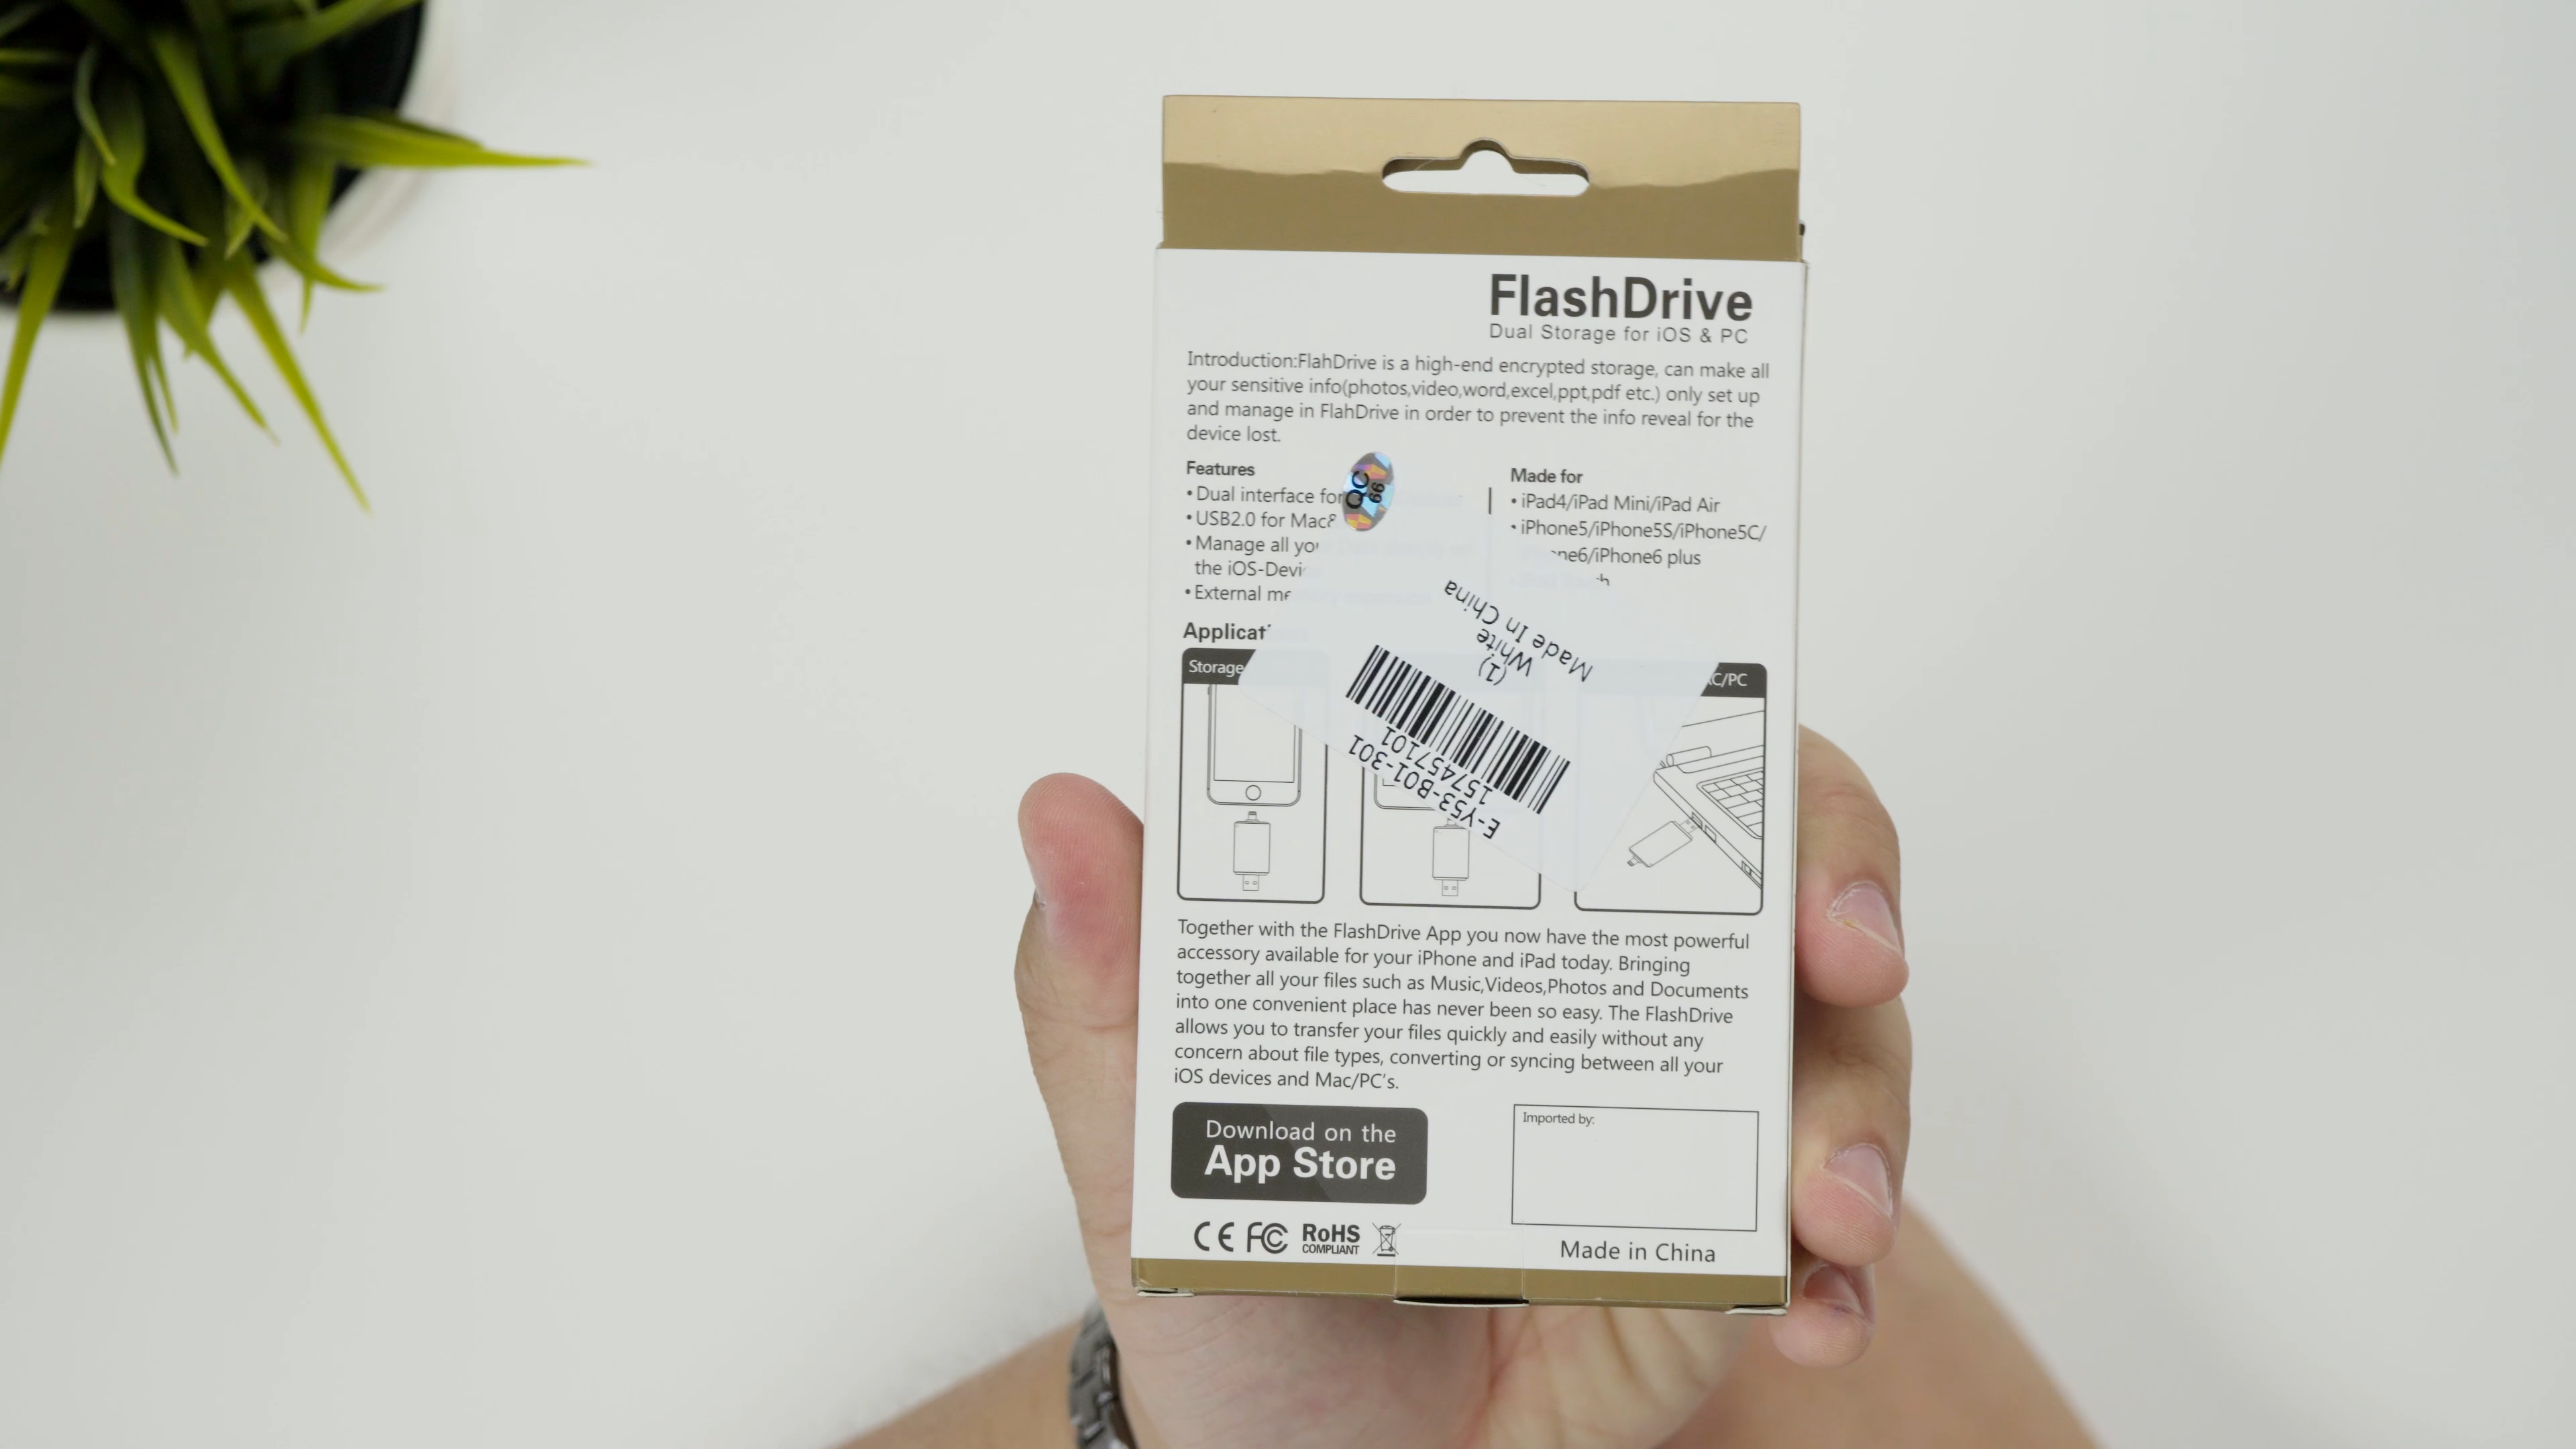 FlashDrive
Dual Storage for iOS & PC
Introduction:FlahDrive is a high-end encrypted storage, can make all
your sensitive info(photos,video,word,excel,ppt,pdf etc.) only set up
and manage in FlahDrive in order to prevent the info reveal for the
device lost.
Features
• Dual interface for
• USB2.0 for Mac
• Manage all
the
• External
QC
99
Made for
• iPad4/iPad Mini/iPad Air
• iPhone5/iPhone5S/iPhone5C/
/iPhone6 plus
Storage
/PC
Made In China
White
(1)
157457101
E-Y53-B01-301
Together with the FlashDrive App you now have the most powerful
accessory available for your iPhone and iPad today. Bringing
together all your files such as Music,Videos,Photos and Documents
into one convenient place has never been so easy. The FlashDrive
allows you to transfer your files quickly and easily without any
concern about file types, converting or syncing between all your
iOS devices and Mac/PC's.
Download on the
App Store
Imported by:
CE FC RoHS
COMPLIANT
Made in China